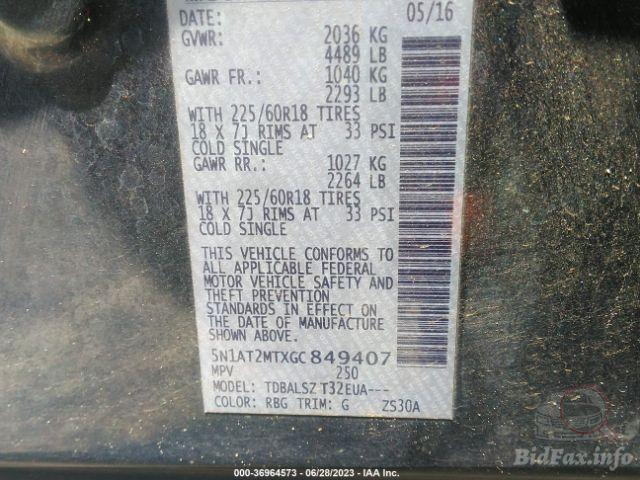 DATE: 05/16
GVWR: 2036 KG
4489 LB
GAWR FR.: 1040 KG
2293 LB
WITH 225/60R18 TIRES
18 X 7J RIMS AT 33 PSI
COLD SINGLE
GAWR RR.: 1027 KG
2264 LB
WITH 225/60R18 TIRES
18 X 7J RIMS AT 33 PSI
COLD SINGLE
THIS VEHICLE CONFORMS TO
ALL APPLICABLE FEDERAL
MOTOR VEHICLE SAFETY AND
THEFT PREVENTION
STANDARDS IN EFFECT ON
THE DATE OF MANUFACTURE
SHOWN ABOVE.
5N1AT2MTXGC849407
MPV 250
MODEL: TDBALSZ T32EUA---
COLOR: RBG TRIM: G ZS30A
000-36964573 | 06/28/2023 - IAA Inc.
BidFax.info